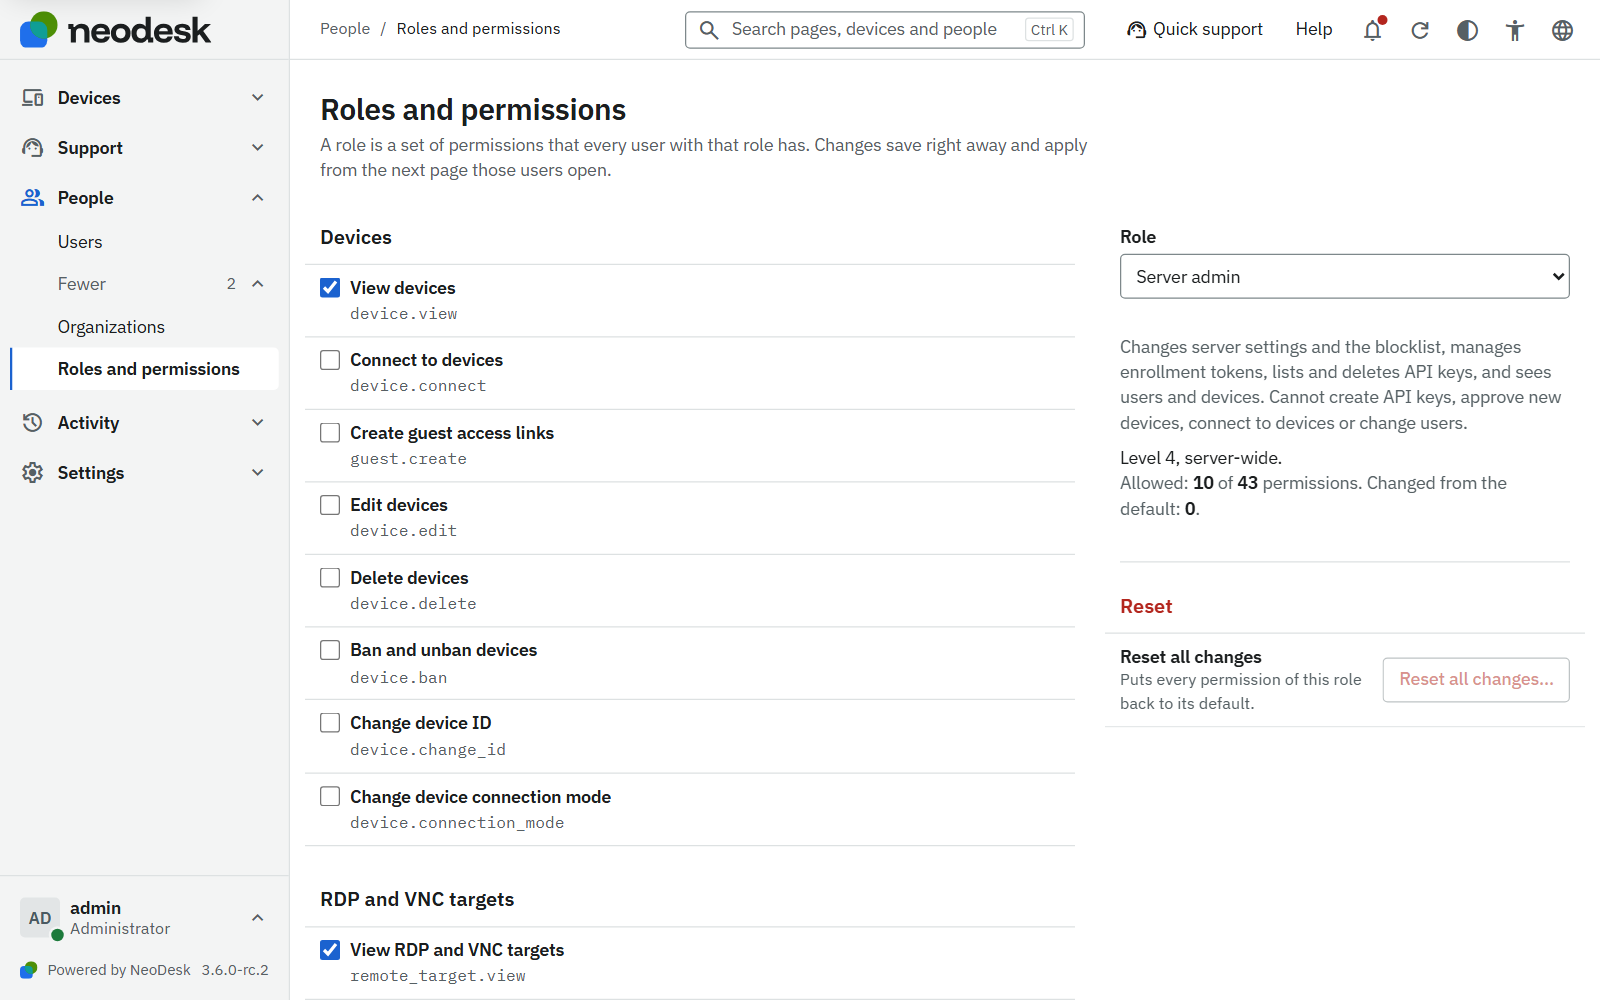 neodesk
People / Roles and permissions
Search pages, devices and people
Ctrl K
Quick support
Help
Devices
Support
People
Users
Fewer 2
Organizations
Roles and permissions
Activity
Settings
AD
admin
Administrator
Powered by NeoDesk 3.6.0-rc.2
Roles and permissions
A role is a set of permissions that every user with that role has. Changes save right away and apply
from the next page those users open.
Devices
View devices
device.view
Connect to devices
device.connect
Create guest access links
guest.create
Edit devices
device.edit
Delete devices
device.delete
Ban and unban devices
device.ban
Change device ID
device.change_id
Change device connection mode
device.connection_mode
RDP and VNC targets
View RDP and VNC targets
remote_target.view
Role
Server admin
Changes server settings and the blocklist, manages
enrollment tokens, lists and deletes API keys, and sees
users and devices. Cannot create API keys, approve new
devices, connect to devices or change users.
Level 4, server-wide.
Allowed: 10 of 43 permissions. Changed from the
default: 0.
Reset
Reset all changes
Puts every permission of this role
back to its default.
Reset all changes...